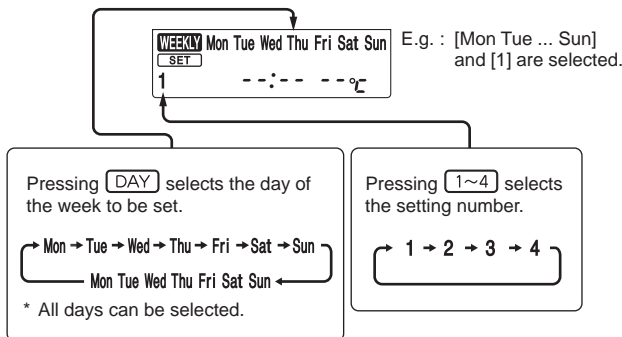 WEEKLY Mon Tue Wed Thu Fri Sat Sun
SET
1 --:-- --°C
E.g. : [Mon Tue ... Sun]
and [1] are selected.
Pressing DAY selects the day of
the week to be set.
Mon → Tue → Wed → Thu → Fri → Sat → Sun
Mon Tue Wed Thu Fri Sat Sun
* All days can be selected.
Pressing 1~4 selects
the setting number.
1 → 2 → 3 → 4